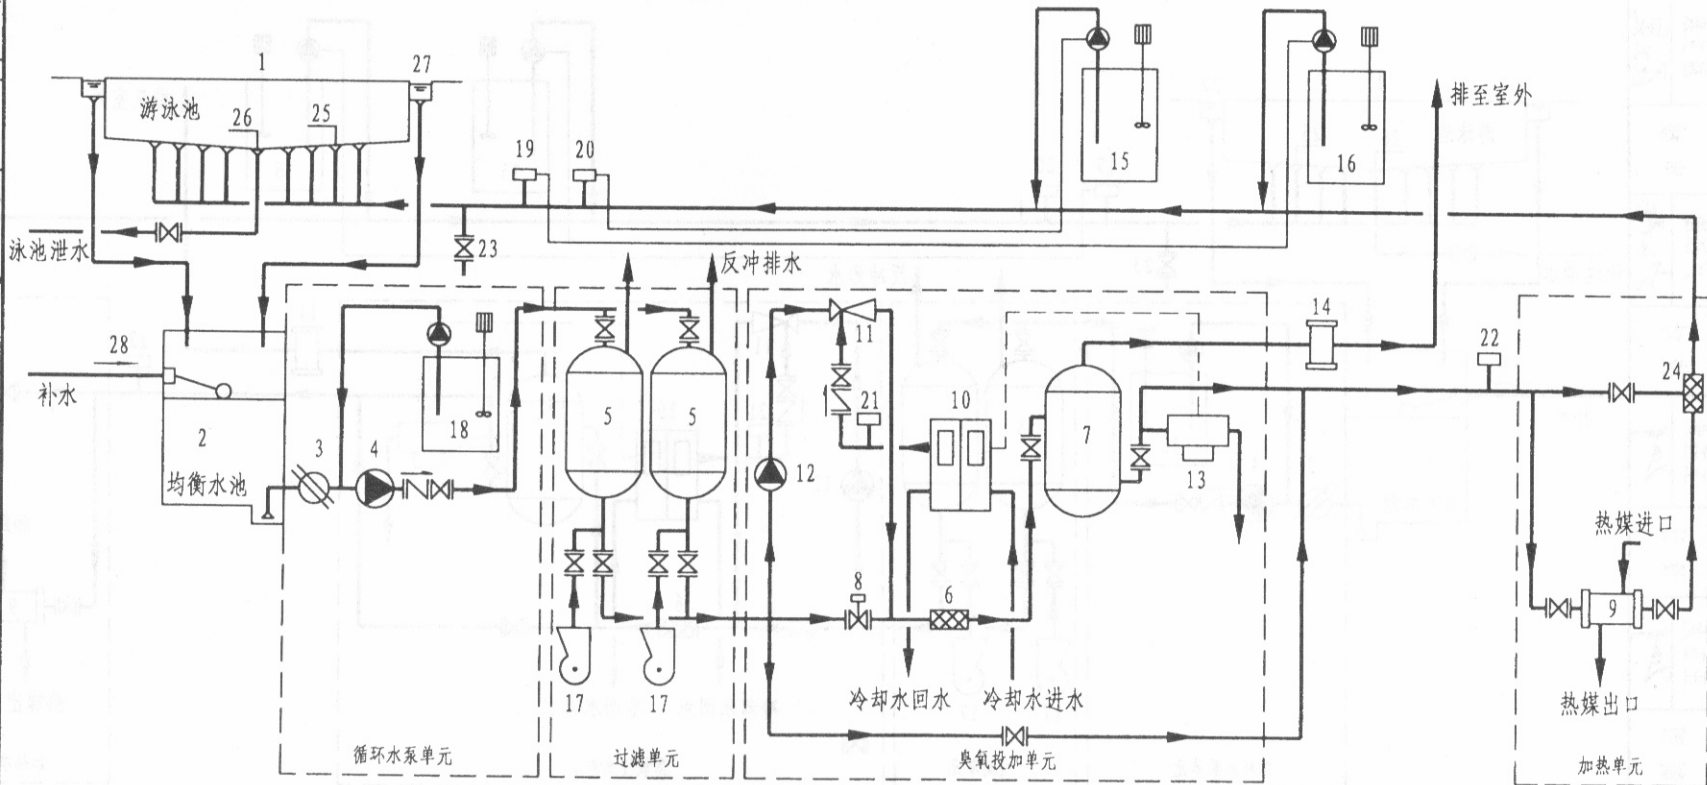 1
27
游泳池
26
25
15
16
排至室外
19
20
泳池泄水
23
反冲排水
28
补水
2
均衡水池
3
4
18
5
5
11
12
21
10
7
13
14
22
24
8
6
17
17
冷却水回水
冷却水进水
热媒进口
9
热媒出口
循环水泵单元
过滤单元
臭氧投加单元
加热单元